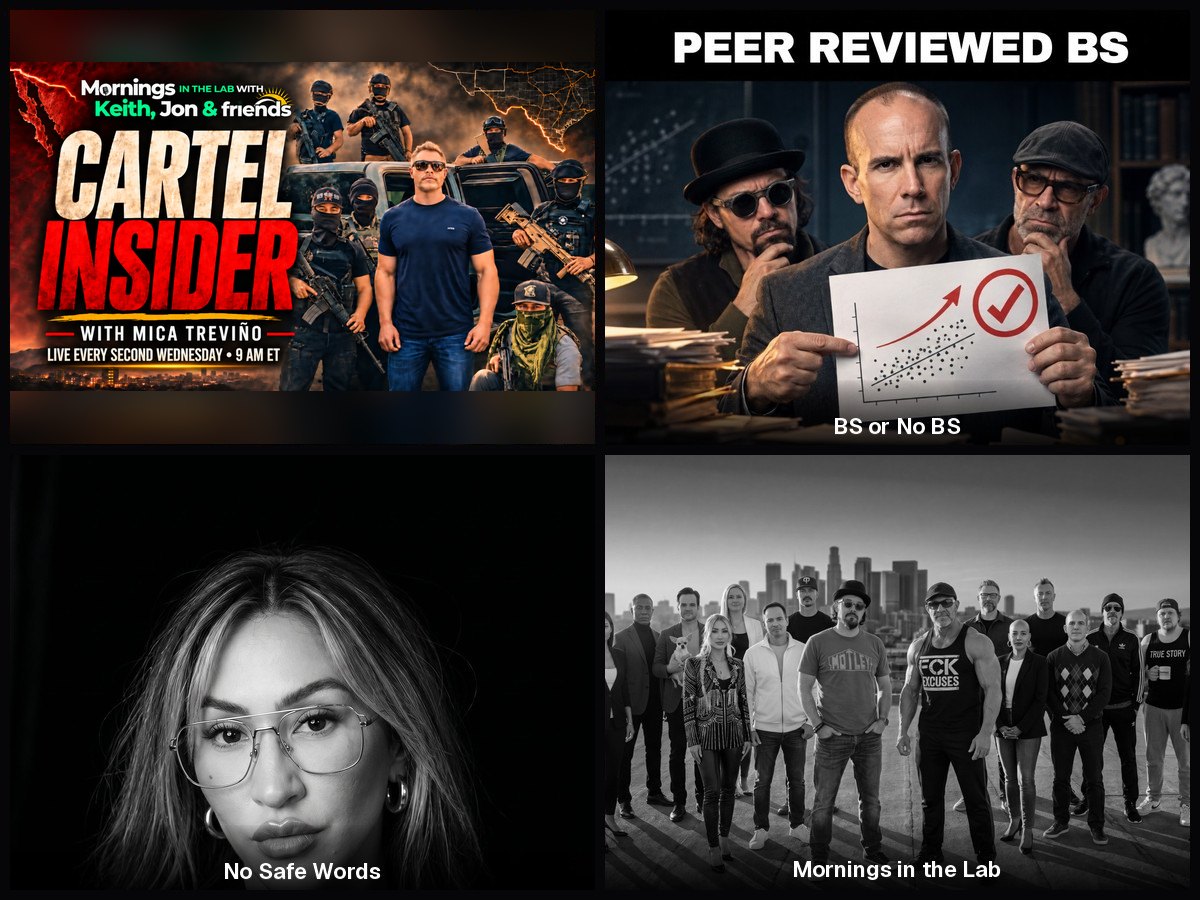 Mornings IN THE LAB WITH
Keith, Jon & friends
CARTEL
INSIDER
WITH MICA TREVIÑO
LIVE EVERY SECOND WEDNESDAY • 9 AM ET
PEER REVIEWED BS
BS or No BS
No Safe Words
MÖTLEY
FCK
EXCUSES
TRUE STORY
Mornings in the Lab